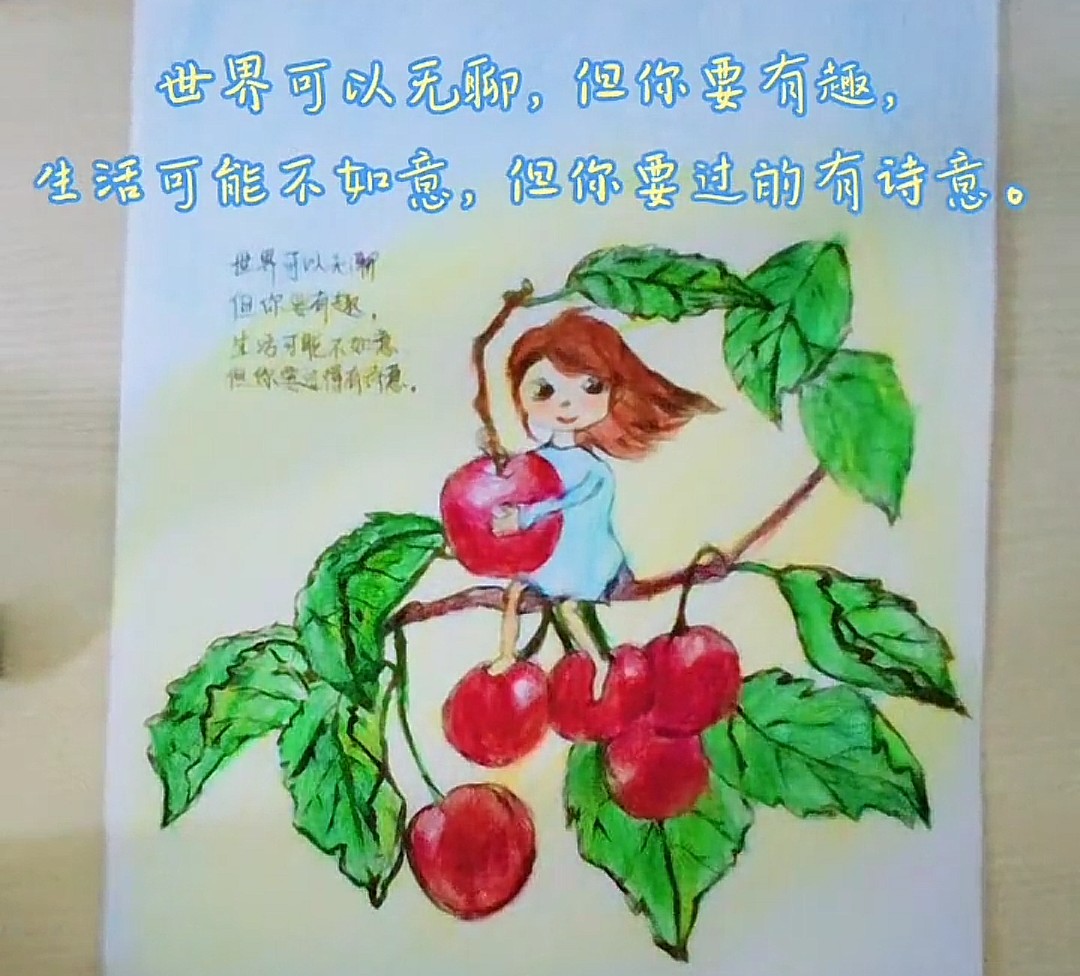 世界可以无聊，但你要有趣，
生活可能不如意，但你要过的有诗意。
世界可以无聊
但你要有趣，
生活可能不如意
但你要过得有诗意。